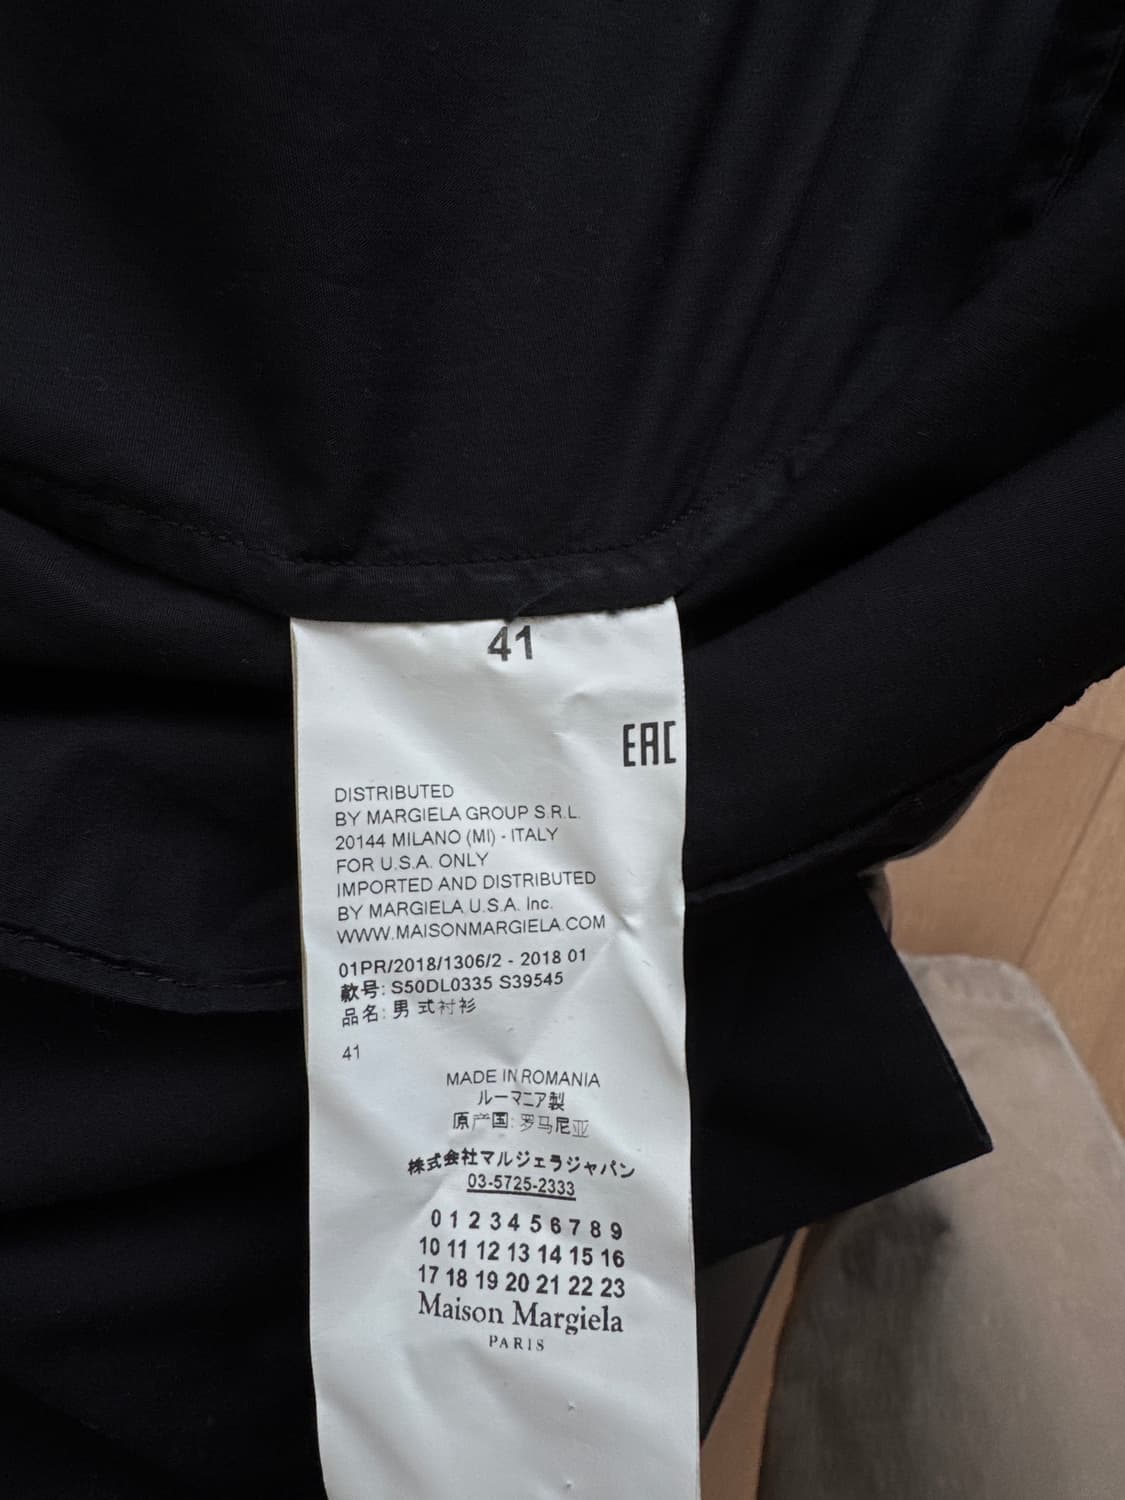 41
EAC
DISTRIBUTED
BY MARGIELA GROUP S.R.L.
20144 MILANO (MI) - ITALY
FOR U.S.A. ONLY
IMPORTED AND DISTRIBUTED
BY MARGIELA U.S.A. Inc.
WWW.MAISONMARGIELA.COM
01PR/2018/1306/2 - 2018 01
款号: S50DL0335 S39545
品名: 男 式衬衫
41
MADE IN ROMANIA
ルーマニア製
原产国: 罗马尼亚
株式会社マルジェラジャパン
03-5725-2333
0 1 2 3 4 5 6 7 8 9
10 11 12 13 14 15 16
17 18 19 20 21 22 23
Maison Margiela
PARIS